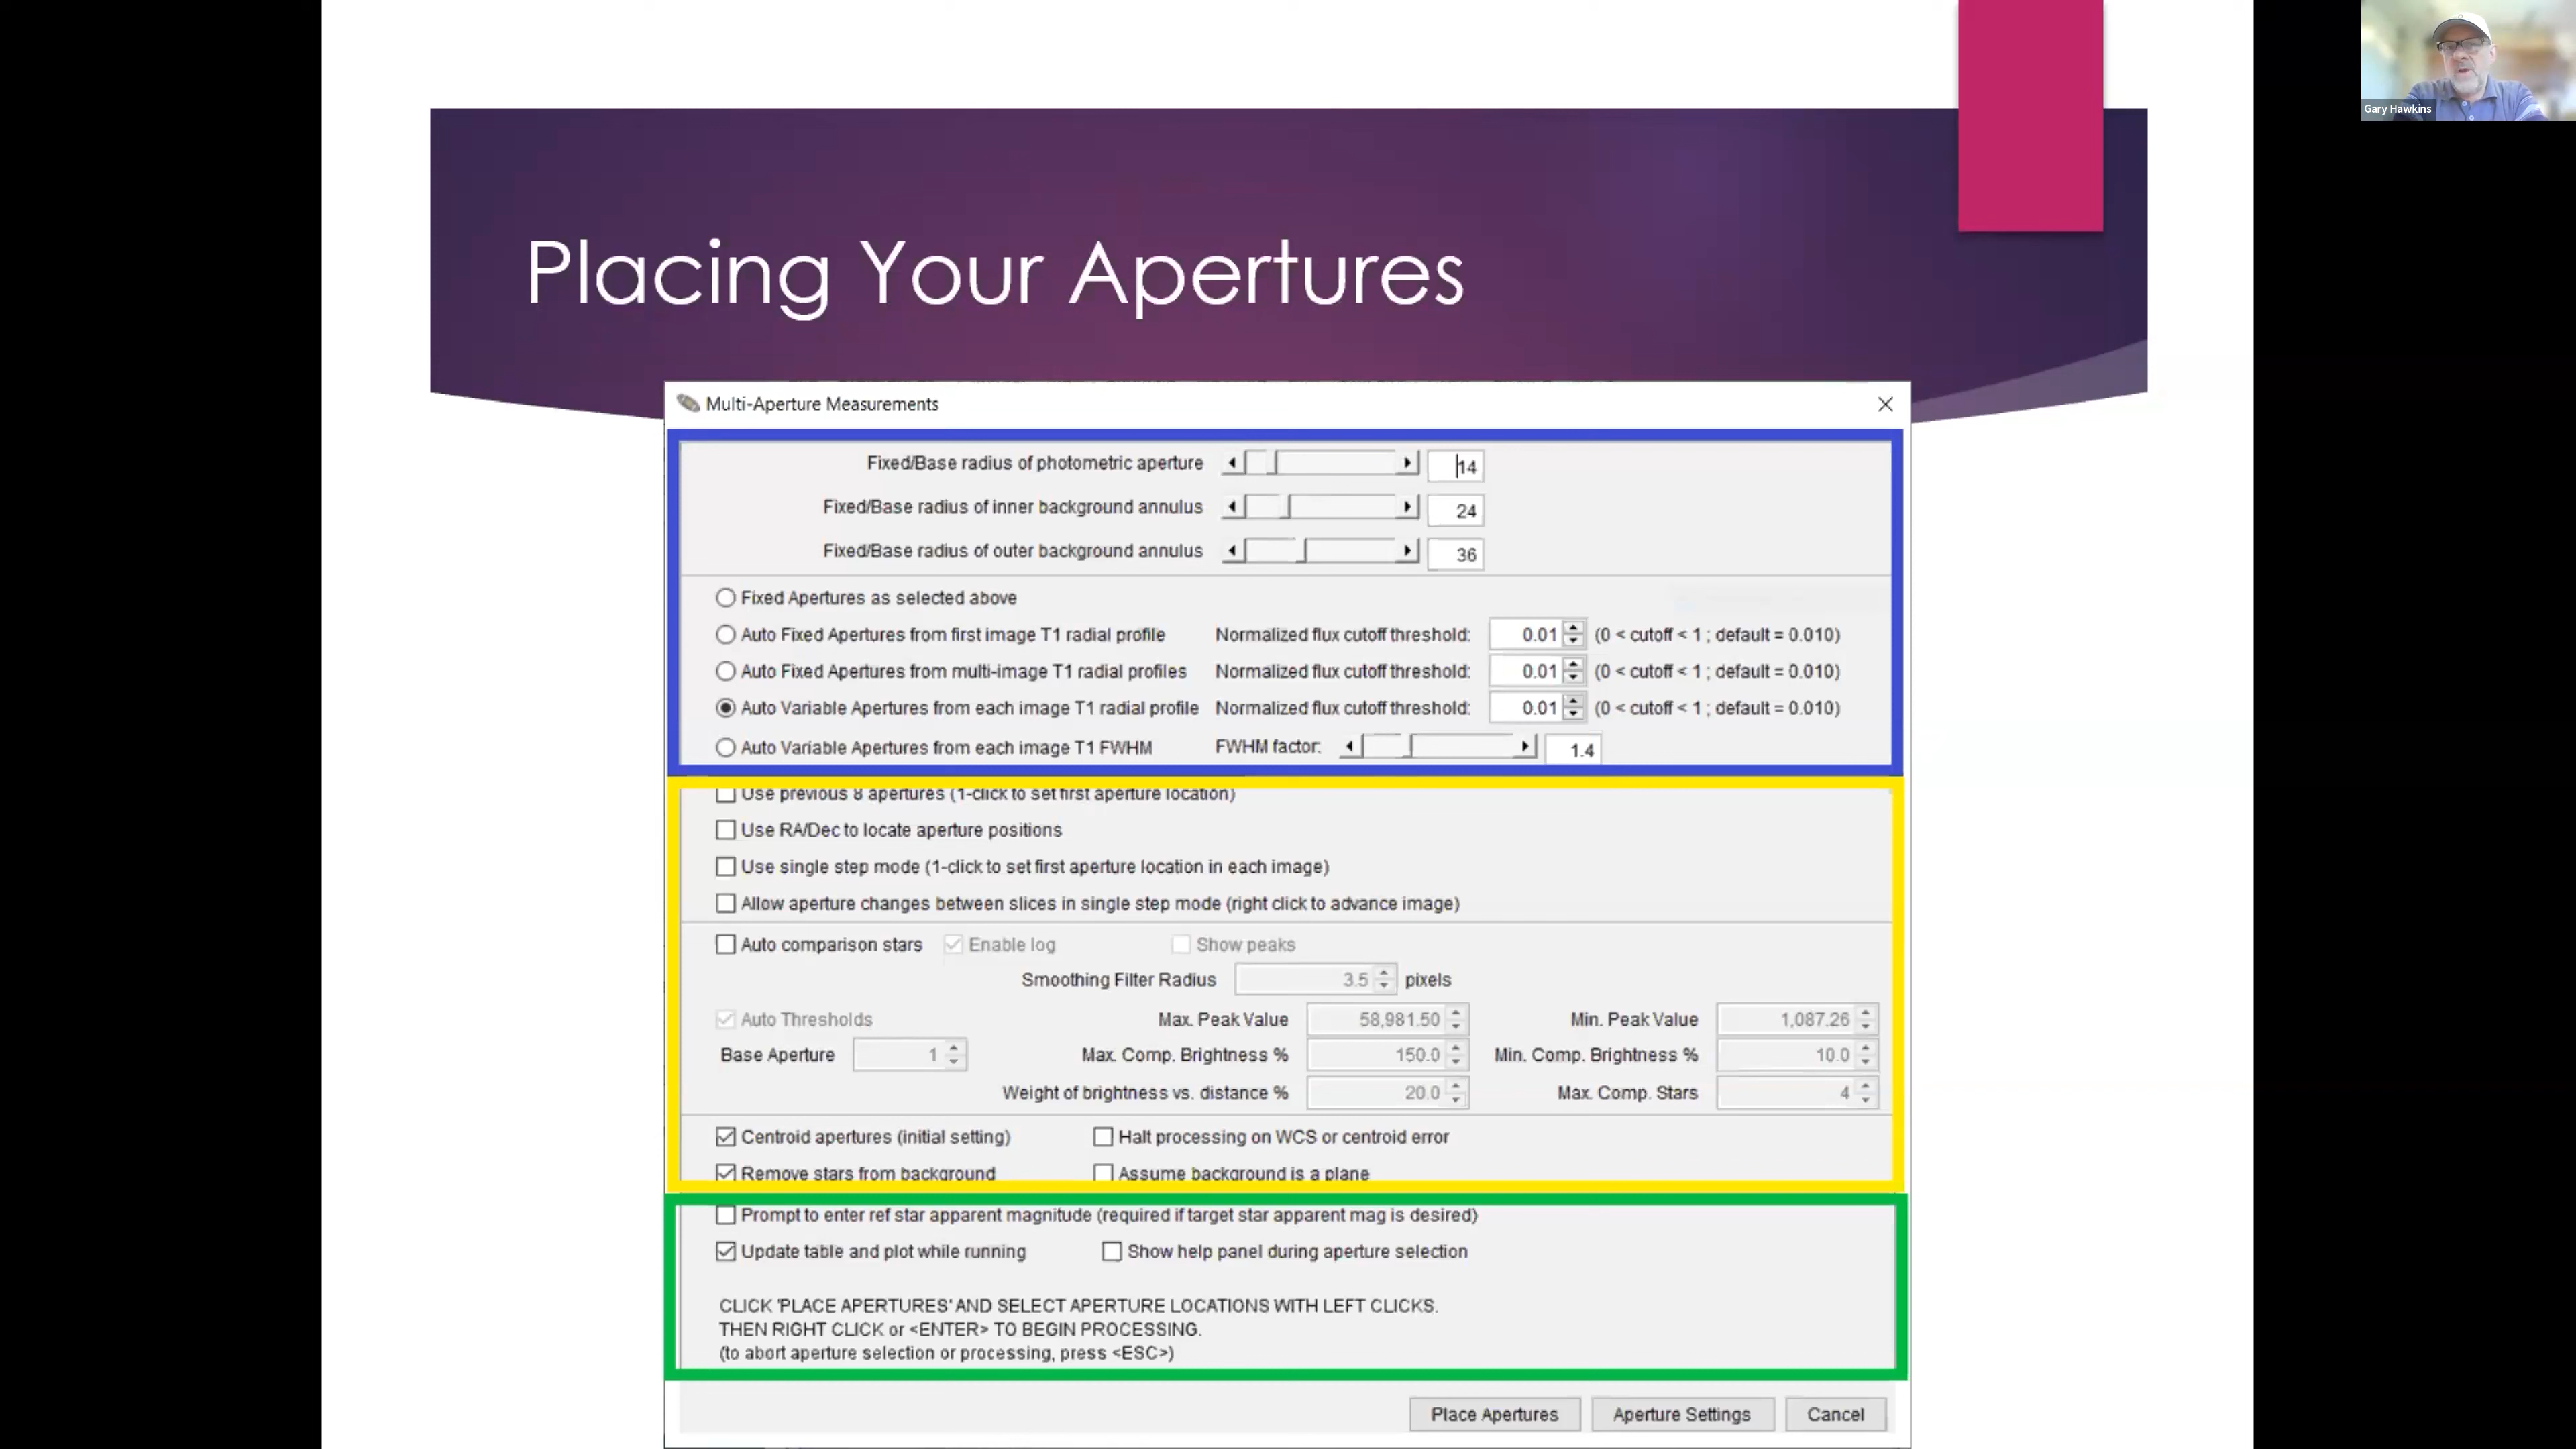 Gary Hawkins
Placing Your Apertures
Multi-Aperture Measurements
Fixed/Base radius of photometric aperture 14
Fixed/Base radius of inner background annulus 24
Fixed/Base radius of outer background annulus 36
Fixed Apertures as selected above
Auto Fixed Apertures from first image T1 radial profile Normalized flux cutoff threshold: 0.01 (0 < cutoff < 1 ; default = 0.010)
Auto Fixed Apertures from multi-image T1 radial profiles Normalized flux cutoff threshold: 0.01 (0 < cutoff < 1 ; default = 0.010)
Auto Variable Apertures from each image T1 radial profile Normalized flux cutoff threshold: 0.01 (0 < cutoff < 1 ; default = 0.010)
Auto Variable Apertures from each image T1 FWHM FWHM factor: 1.4
Use previous 8 apertures (1-click to set first aperture location)
Use RA/Dec to locate aperture positions
Use single step mode (1-click to set first aperture location in each image)
Allow aperture changes between slices in single step mode (right click to advance image)
Auto comparison stars Enable log Show peaks
Smoothing Filter Radius 3.5 pixels
Auto Thresholds Max. Peak Value 58,981.50 Min. Peak Value 1,087.26
Base Aperture 1 Max. Comp. Brightness % 150.0 Min. Comp. Brightness % 10.0
Weight of brightness vs. distance % 20.0 Max. Comp. Stars 4
Centroid apertures (initial setting) Halt processing on WCS or centroid error
Remove stars from background Assume background is a plane
Prompt to enter ref star apparent magnitude (required if target star apparent mag is desired)
Update table and plot while running Show help panel during aperture selection
CLICK 'PLACE APERTURES' AND SELECT APERTURE LOCATIONS WITH LEFT CLICKS.
THEN RIGHT CLICK or <ENTER> TO BEGIN PROCESSING.
(to abort aperture selection or processing, press <ESC>)
Place Apertures Aperture Settings Cancel